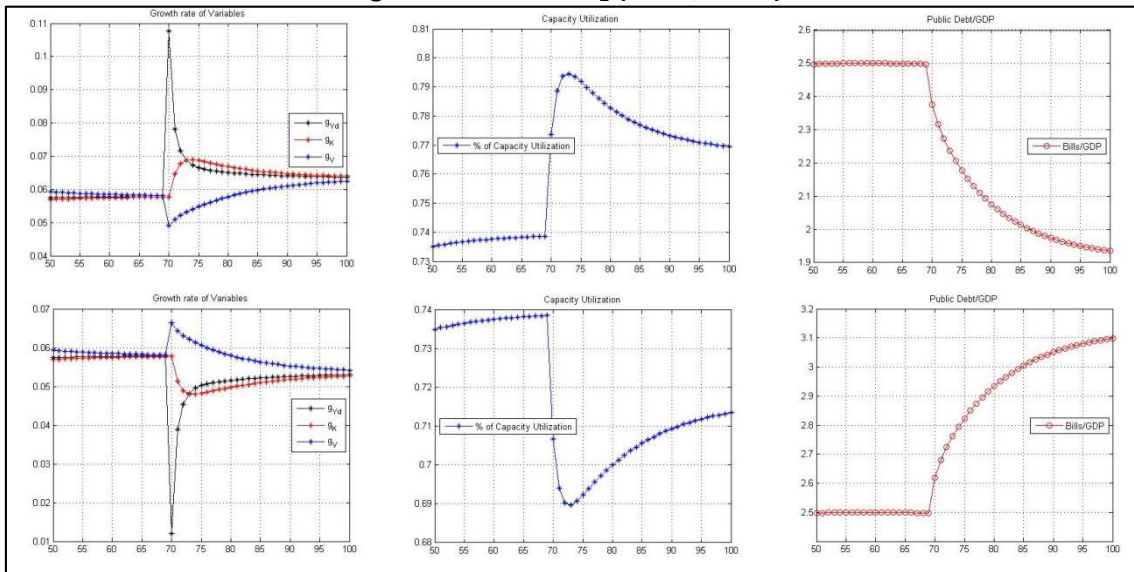 Growth rate of Variables
0.11
0.1
0.09
0.08
0.07
0.06
0.05
0.04
50 55 60 65 70 75 80 85 90 95 100
gYd
gK
gV
Capacity Utilization
0.81
0.8
0.79
0.78
0.77
0.76
0.75
0.74
0.73
50 55 60 65 70 75 80 85 90 95 100
% of Capacity Utilization
Public Debt/GDP
2.6
2.5
2.4
2.3
2.2
2.1
2
1.9
50 55 60 65 70 75 80 85 90 95 100
Bills/GDP
Growth rate of Variables
0.07
0.06
0.05
0.04
0.03
0.02
0.01
50 55 60 65 70 75 80 85 90 95 100
gYd
gK
gV
Capacity Utilization
0.74
0.73
0.72
0.71
0.7
0.69
0.68
50 55 60 65 70 75 80 85 90 95 100
% of Capacity Utilization
Public Debt/GDP
3.2
3.1
3
2.9
2.8
2.7
2.6
2.5
50 55 60 65 70 75 80 85 90 95 100
Bills/GDP